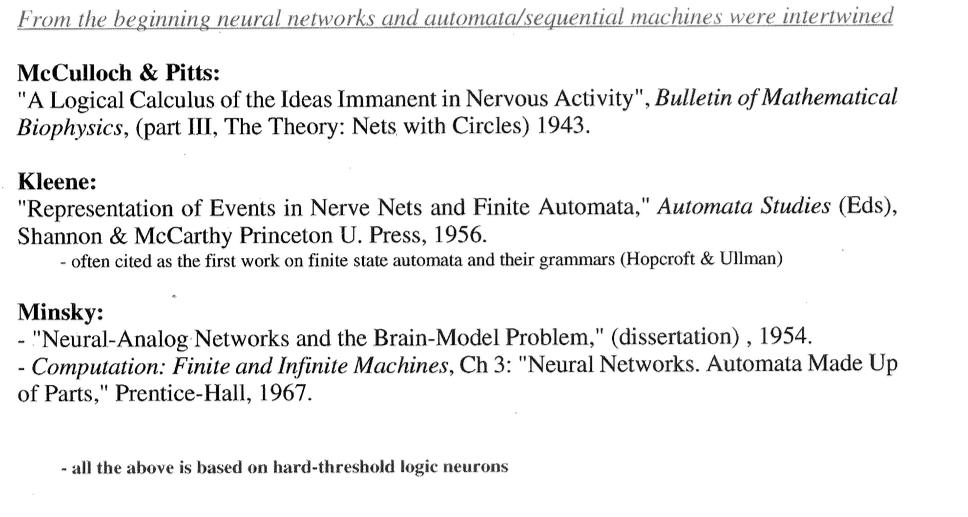 From the beginning neural networks and automata/sequential machines were intertwined
McCulloch & Pitts:
"A Logical Calculus of the Ideas Immanent in Nervous Activity", Bulletin of Mathematical
Biophysics, (part III, The Theory: Nets with Circles) 1943.
Kleene:
"Representation of Events in Nerve Nets and Finite Automata," Automata Studies (Eds),
Shannon & McCarthy Princeton U. Press, 1956.
- often cited as the first work on finite state automata and their grammars (Hopcroft & Ullman)
Minsky:
- "Neural-Analog Networks and the Brain-Model Problem," (dissertation) , 1954.
- Computation: Finite and Infinite Machines, Ch 3: "Neural Networks. Automata Made Up
of Parts," Prentice-Hall, 1967.
- all the above is based on hard-threshold logic neurons